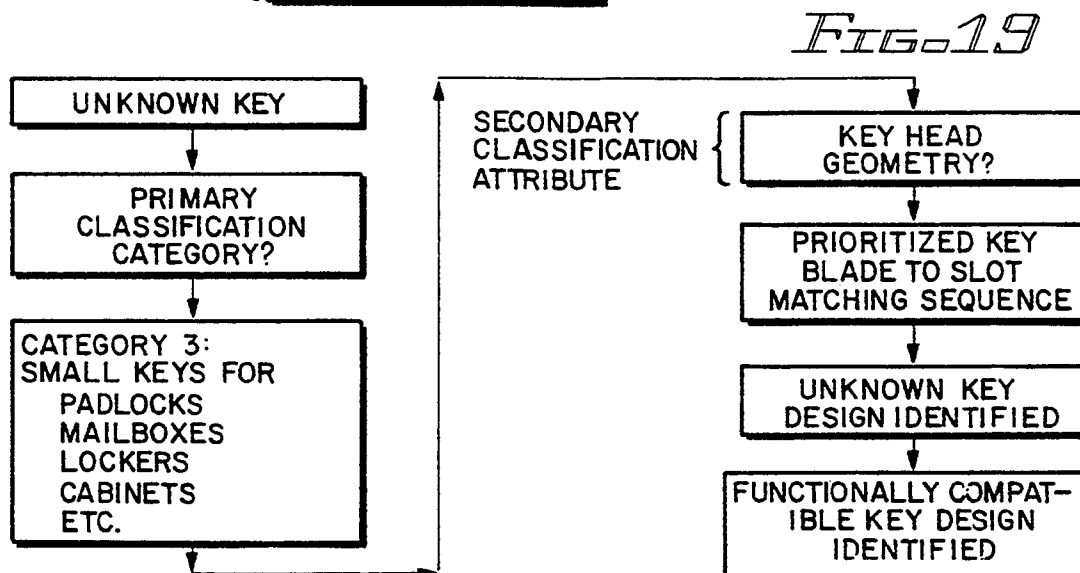 FIG. 19
UNKNOWN KEY
PRIMARY
CLASSIFICATION
CATEGORY?
CATEGORY 3:
SMALL KEYS FOR
PADLOCKS
MAILBOXES
LOCKERS
CABINETS
ETC.
SECONDARY
CLASSIFICATION
ATTRIBUTE
KEY HEAD
GEOMETRY?
PRIORITIZED KEY
BLADE TO SLOT
MATCHING SEQUENCE
UNKNOWN KEY
DESIGN IDENTIFIED
FUNCTIONALLY COMPAT-
IBLE KEY DESIGN
IDENTIFIED